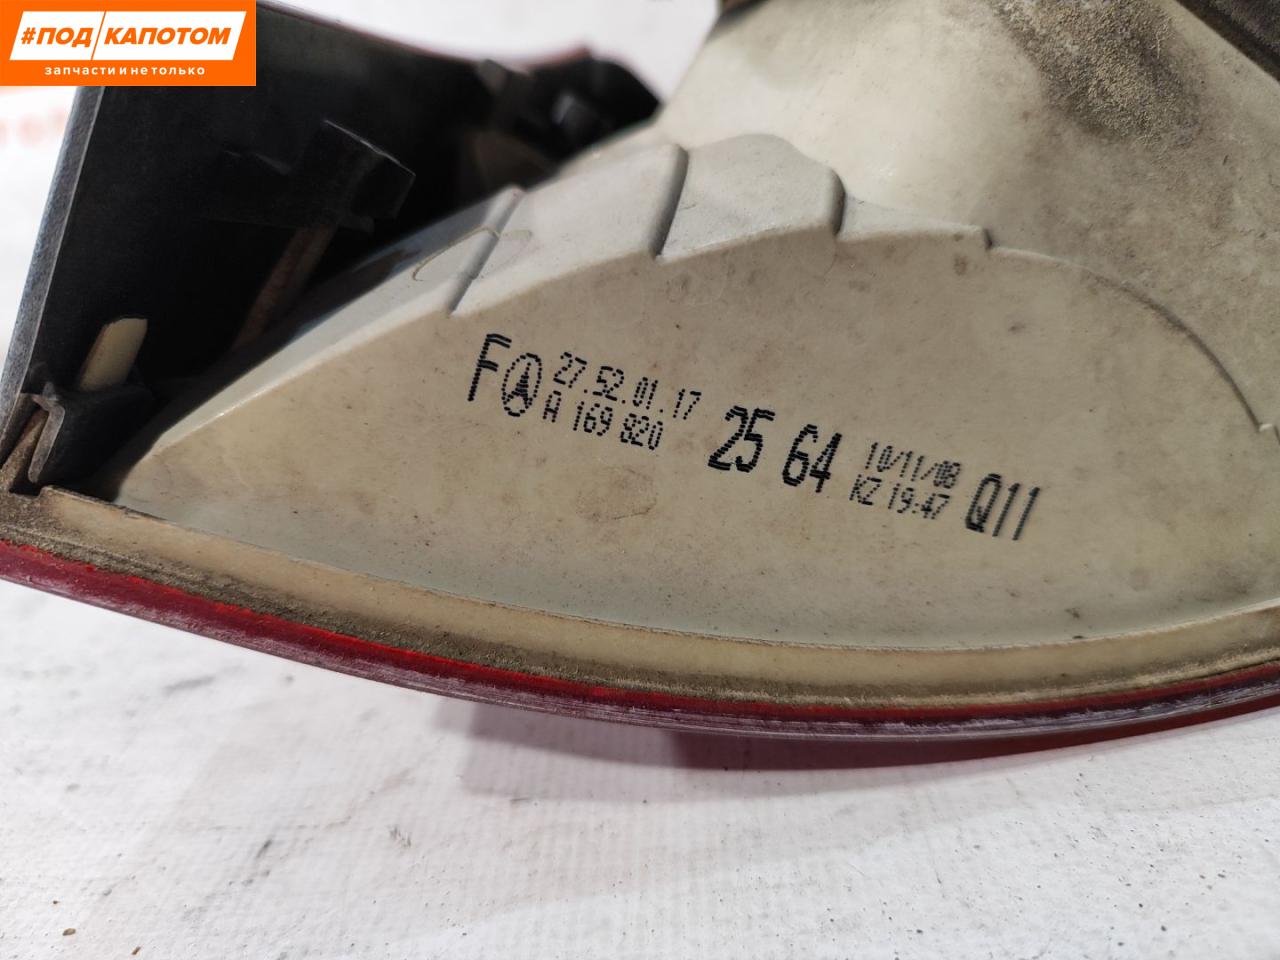 #ПОД КАПОТОМ
запчасти и не только
F 27.52.01.17
A 169 820 25 64
10/11/08
KZ 19:47 Q11